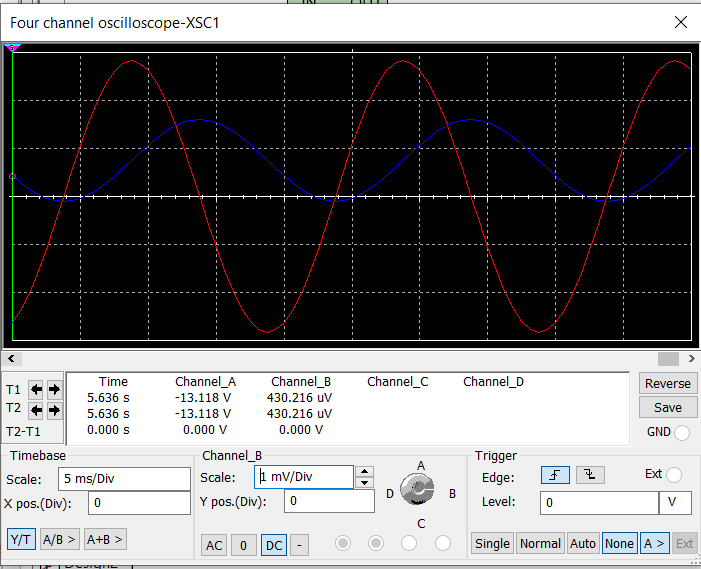 IN OUT
Four channel oscilloscope-XSC1
Time Channel_A Channel_B Channel_C Channel_D
T1 5.636 s -13.118 V 430.216 uV
T2 5.636 s -13.118 V 430.216 uV
T2-T1 0.000 s 0.000 V 0.000 V
Reverse
Save
GND
Timebase
Scale: 5 ms/Div
X pos.(Div): 0
Y/T A/B > A+B >
Channel_B
Scale: 1 mV/Div
Y pos.(Div): 0
AC 0 DC -
A
D B
C
Trigger
Edge: Ext
Level: 0 V
Single Normal Auto None A > Ext
Design2